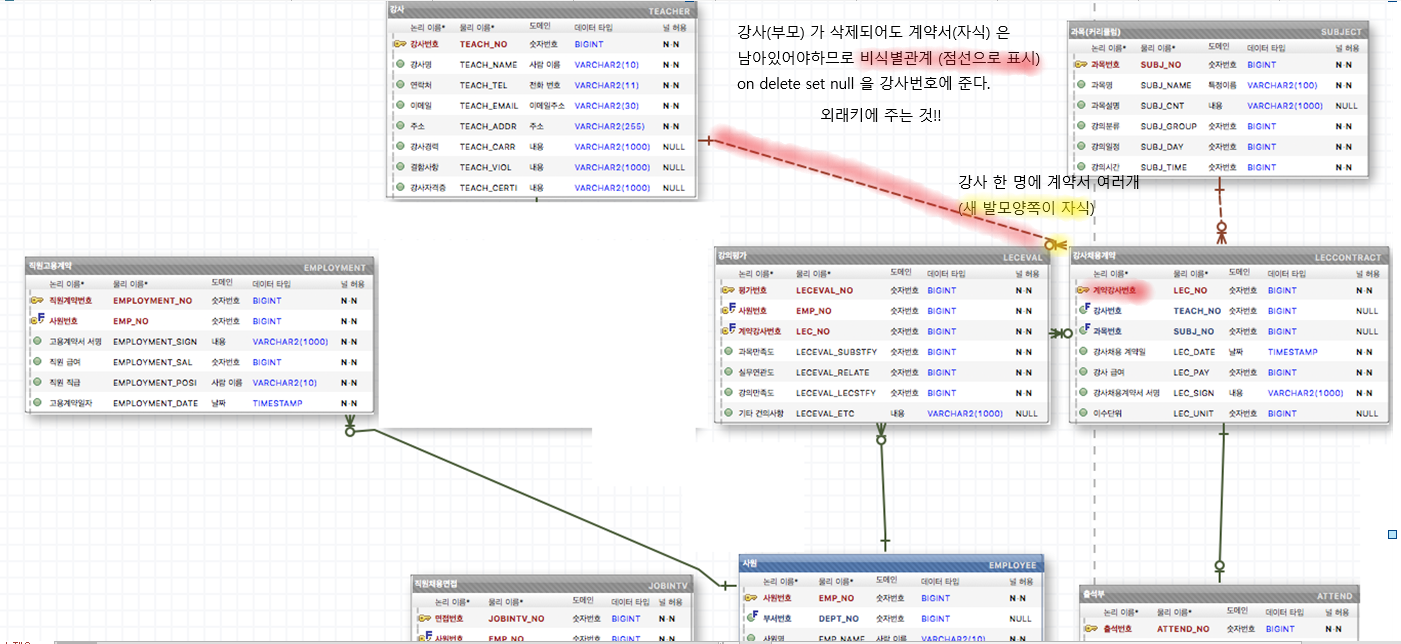 강사 TEACHER
논리 이름* 물리 이름* 도메인 데이터 타입 널 허용
강사번호 TEACH_NO 숫자번호 BIGINT N·N
강사명 TEACH_NAME 사람 이름 VARCHAR2(10) N·N
연락처 TEACH_TEL 전화 번호 VARCHAR2(11) N·N
이메일 TEACH_EMAIL 이메일주소 VARCHAR2(30) N·N
주소 TEACH_ADDR 주소 VARCHAR2(255) N·N
강사경력 TEACH_CARR 내용 VARCHAR2(1000) NULL
결함사항 TEACH_VIOL 내용 VARCHAR2(1000) NULL
강사자격증 TEACH_CERTI 내용 VARCHAR2(1000) NULL
강사(부모) 가 삭제되어도 계약서(자식) 은
남아있어야하므로 비식별관계 (점선으로 표시)
on delete set null 을 강사번호에 준다.
외래키에 주는 것!!
과목(커리큘럼) SUBJECT
논리 이름* 물리 이름* 도메인 데이터 타입 널 허용
과목번호 SUBJ_NO 숫자번호 BIGINT N·N
과목명 SUBJ_NAME 특정이름 VARCHAR2(100) N·N
과목설명 SUBJ_CNT 내용 VARCHAR2(1000) NULL
강의분류 SUBJ_GROUP 숫자번호 BIGINT N·N
강의일정 SUBJ_DAY 숫자번호 BIGINT N·N
강의시간 SUBJ_TIME 숫자번호 BIGINT N·N
강사 한 명에 계약서 여러개
(새 발모양쪽이 자식)
직원고용계약 EMPLOYMENT
논리 이름* 물리 이름* 도메인 데이터 타입 널 허용
직원계약번호 EMPLOYMENT_NO 숫자번호 BIGINT N·N
사원번호 EMP_NO 숫자번호 BIGINT N·N
고용계약서 서명 EMPLOYMENT_SIGN 내용 VARCHAR2(1000) N·N
직원 급여 EMPLOYMENT_SAL 숫자번호 BIGINT N·N
직원 직급 EMPLOYMENT_POSI 사람 이름 VARCHAR2(10) N·N
고용계약일자 EMPLOYMENT_DATE 날짜 TIMESTAMP N·N
강의평가 LECEVAL
논리 이름* 물리 이름* 도메인 데이터 타입 널 허용
평가번호 LECEVAL_NO 숫자번호 BIGINT N·N
사원번호 EMP_NO 숫자번호 BIGINT N·N
계약강사번호 LEC_NO 숫자번호 BIGINT N·N
과목만족도 LECEVAL_SUBSTFY 숫자번호 BIGINT N·N
실무연관도 LECEVAL_RELATE 숫자번호 BIGINT N·N
강의만족도 LECEVAL_LECSTFY 숫자번호 BIGINT N·N
기타 건의사항 LECEVAL_ETC 내용 VARCHAR2(1000) NULL
강사채용계약 LECCONTRACT
논리 이름* 물리 이름* 도메인 데이터 타입 널 허용
계약강사번호 LEC_NO 숫자번호 BIGINT N·N
강사번호 TEACH_NO 숫자번호 BIGINT NULL
과목번호 SUBJ_NO 숫자번호 BIGINT NULL
강사채용 계약일 LEC_DATE 날짜 TIMESTAMP N·N
강사 급여 LEC_PAY 숫자번호 BIGINT N·N
강사채용계약서 서명 LEC_SIGN 내용 VARCHAR2(1000) N·N
이수단위 LEC_UNIT 숫자번호 BIGINT NULL
직원채용면접 JOBINTV
논리 이름* 물리 이름* 도메인 데이터 타입 널 허용
면접번호 JOBINTV_NO 숫자번호 BIGINT N·N
사원번호 EMP_NO 숫자번호 BIGINT N·N
사원 EMPLOYEE
논리 이름* 물리 이름* 도메인 데이터 타입 널 허용
사원번호 EMP_NO 숫자번호 BIGINT N·N
부서번호 DEPT_NO 숫자번호 BIGINT NULL
사원명 EMP_NAME 사람 이름 VARCHAR2(10) N·N
출석부 ATTEND
논리 이름* 물리 이름* 도메인 데이터 타입 널 허용
출석번호 ATTEND_NO 숫자번호 BIGINT N·N